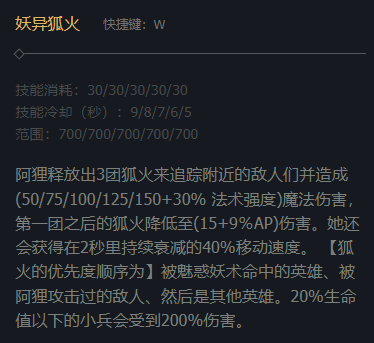 妖异狐火 快捷键：W
技能消耗：30/30/30/30/30
技能冷却（秒）：9/8/7/6/5
范围：700/700/700/700/700
阿狸释放出3团狐火来追踪附近的敌人们并造成
(50/75/100/125/150+30% 法术强度)魔法伤害，
第一团之后的狐火降低至(15+9%AP)伤害。她还
会获得在2秒里持续衰减的40%移动速度。 【狐
火的优先度顺序为】被魅惑妖术命中的英雄、被
阿狸攻击过的敌人、然后是其他英雄。20%生命
值以下的小兵会受到200%伤害。